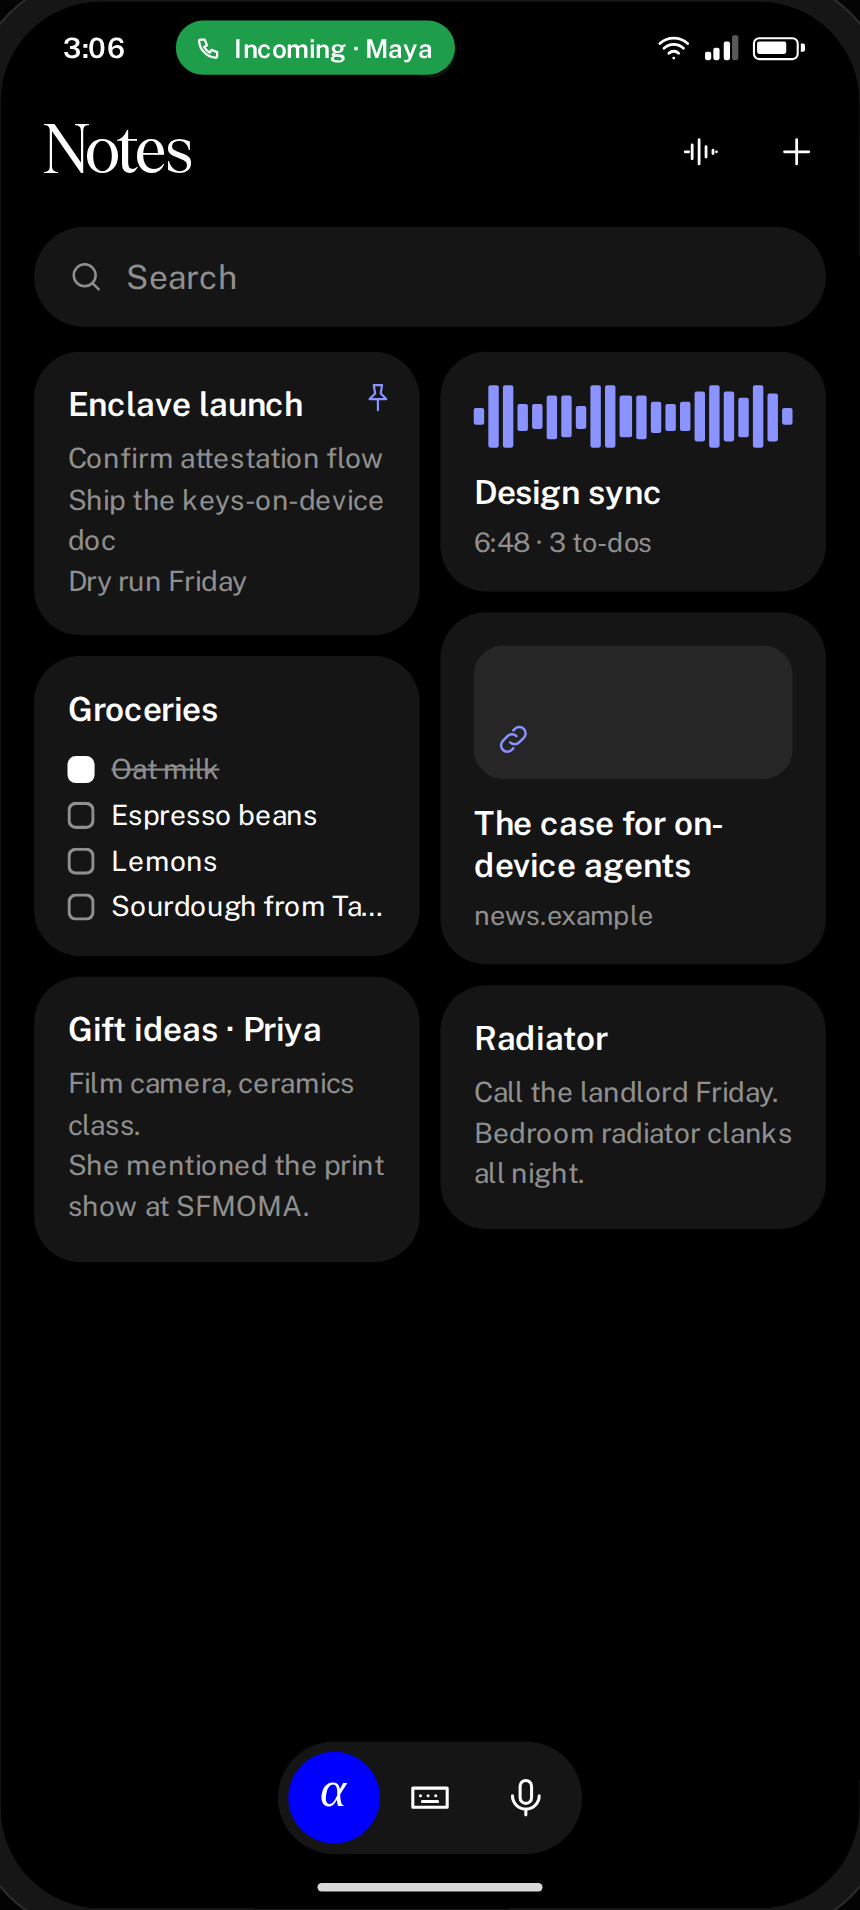 3:06
Incoming · Maya
Notes
Search
Enclave launch
Confirm attestation flow
Ship the keys-on-device
doc
Dry run Friday
Design sync
6:48 · 3 to-dos
Groceries
Oat milk
Espresso beans
Lemons
Sourdough from Ta...
The case for on-
device agents
news.example
Gift ideas · Priya
Film camera, ceramics
class.
She mentioned the print
show at SFMOMA.
Radiator
Call the landlord Friday.
Bedroom radiator clanks
all night.
α